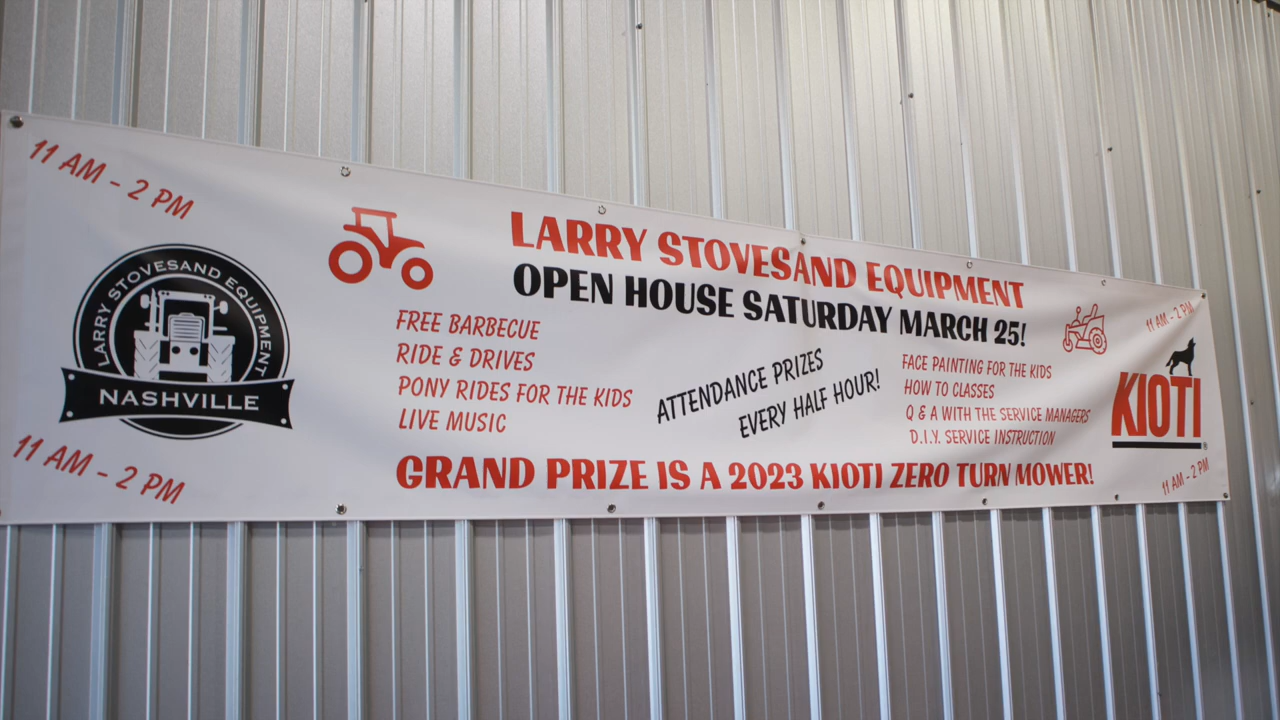 11 AM - 2 PM
LARRY STOVESAND EQUIPMENT
NASHVILLE
11 AM - 2 PM
LARRY STOVESAND EQUIPMENT
OPEN HOUSE SATURDAY MARCH 25!
FREE BARBECUE
RIDE & DRIVES
PONY RIDES FOR THE KIDS
LIVE MUSIC
ATTENDANCE PRIZES
EVERY HALF HOUR!
FACE PAINTING FOR THE KIDS
HOW TO CLASSES
Q & A WITH THE SERVICE MANAGERS
D.I.Y. SERVICE INSTRUCTION
GRAND PRIZE IS A 2023 KIOTI ZERO TURN MOWER!
11 AM - 2 PM
KIOTI®
11 AM - 2 PM